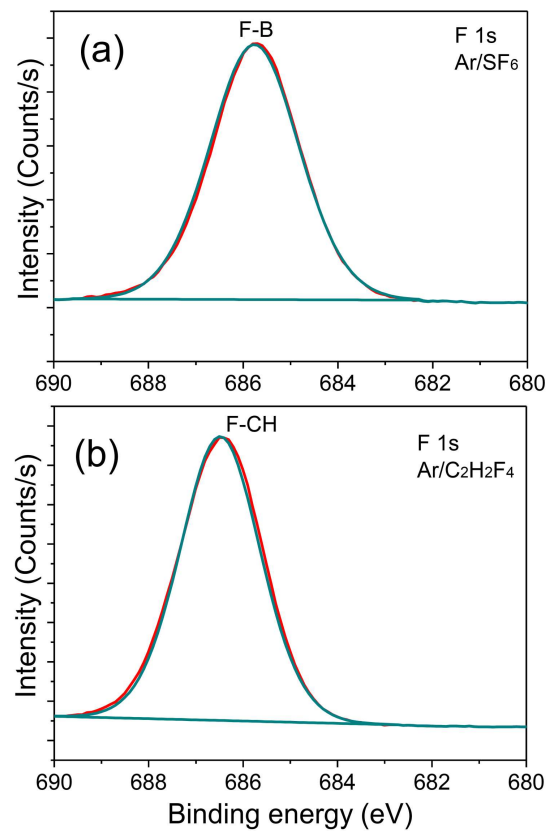 (a)
F-B
F 1s
Ar/SF6
Intensity (Counts/s)
690 688 686 684 682 680
(b)
F-CH
F 1s
Ar/C2H2F4
Intensity (Counts/s)
690 688 686 684 682 680
Binding energy (eV)